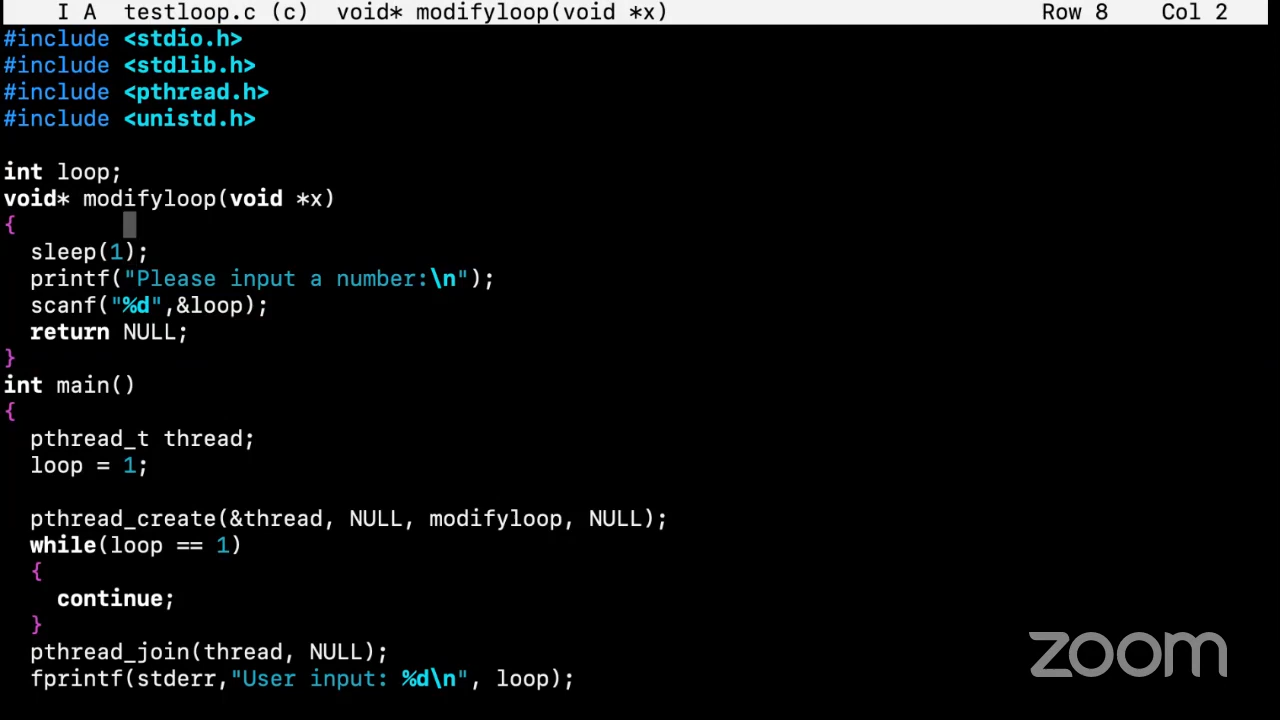 I A testloop.c (c) void* modifyloop(void *x) Row 8 Col 2
#include <stdio.h>
#include <stdlib.h>
#include <pthread.h>
#include <unistd.h>
int loop;
void* modifyloop(void *x)
{
  sleep(1);
  printf("Please input a number:\n");
  scanf("%d",&loop);
  return NULL;
}
int main()
{
  pthread_t thread;
  loop = 1;
  pthread_create(&thread, NULL, modifyloop, NULL);
  while(loop == 1)
  {
    continue;
  }
  pthread_join(thread, NULL);
  fprintf(stderr,"User input: %d\n", loop);
zoom